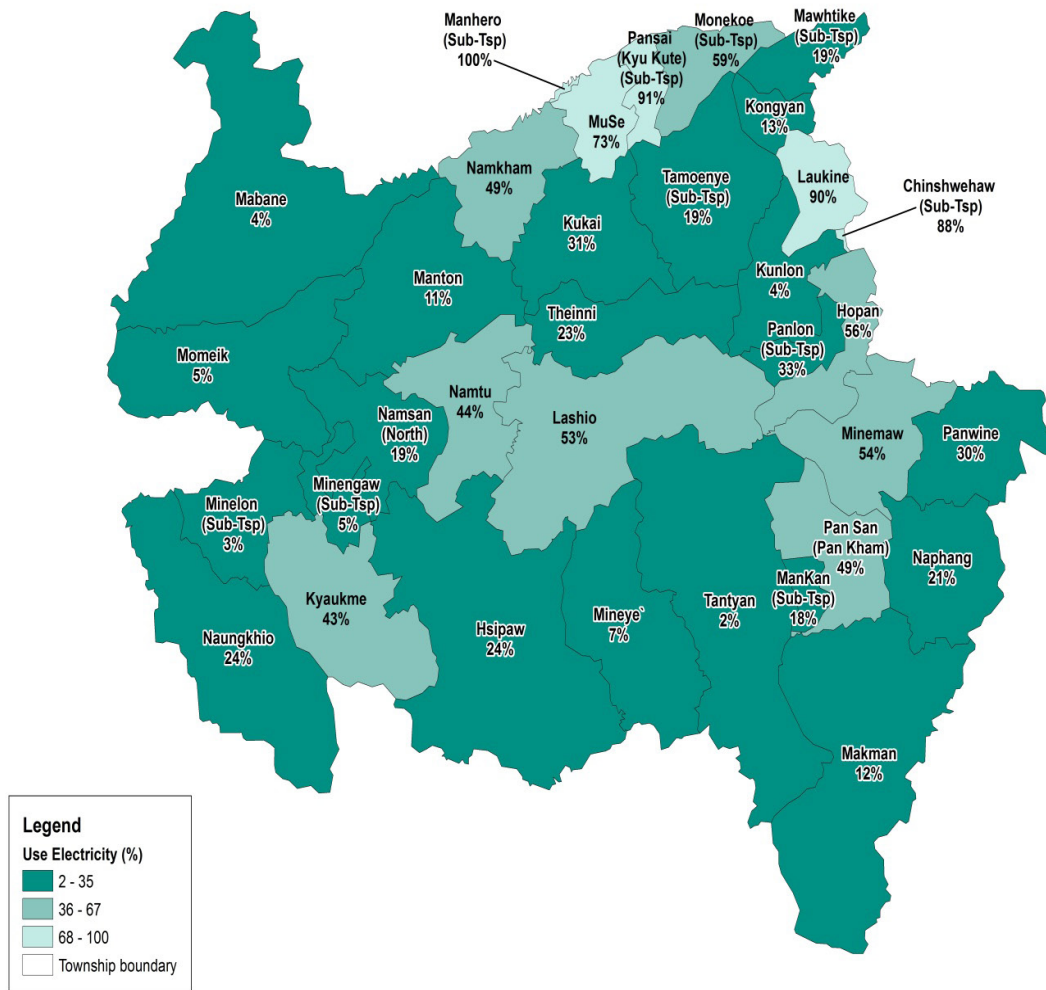 Manhero
(Sub-Tsp)
100%
Pansai
(Kyu Kute)
(Sub-Tsp)
91%
Monekoe
(Sub-Tsp)
59%
Mawhtike
(Sub-Tsp)
19%
Kongyan
13%
MuSe
73%
Namkham
49%
Tamoenye
(Sub-Tsp)
19%
Laukine
90%
Chinshwehaw
(Sub-Tsp)
88%
Mabane
4%
Kukai
31%
Manton
11%
Kunlon
4%
Hopan
56%
Theinni
23%
Panlon
(Sub-Tsp)
33%
Momeik
5%
Namtu
44%
Lashio
53%
Namsan
(North)
19%
Minemaw
54%
Panwine
30%
Minengaw
(Sub-Tsp)
5%
Minelon
(Sub-Tsp)
3%
Pan San
(Pan Kham)
49%
Naphang
21%
ManKan
(Sub-Tsp)
18%
Kyaukme
43%
Tantyan
2%
Mineye`
7%
Hsipaw
24%
Naungkhio
24%
Makman
12%
Legend
Use Electricity (%)
2 - 35
36 - 67
68 - 100
Township boundary